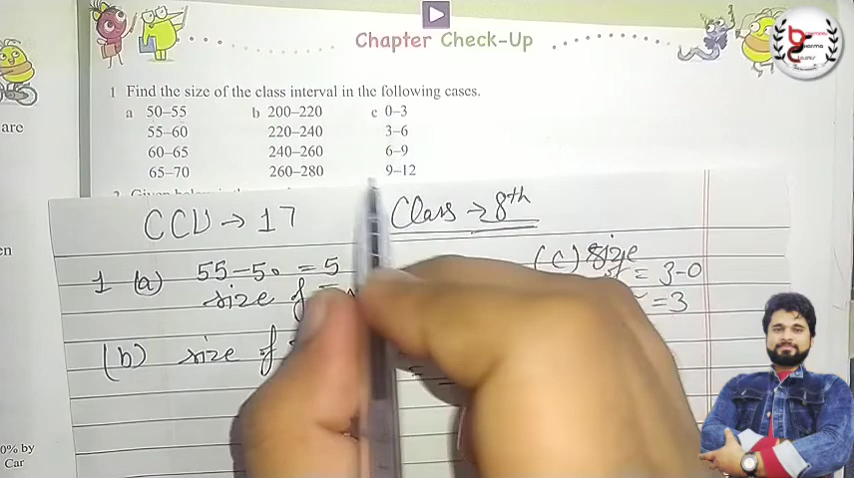 Chapter Check-Up
are
1 Find the size of the class interval in the following cases.
a 50–55 b 200–220 c 0–3
55–60 220–240 3–6
60–65 240–260 6–9
65–70 260–280 9–12
CCU → 17 Class → 8th
en
1 (a) 55-50 = 5 (c) size
size of = 3-0
= 3
(b) size of
=
0% by
Car